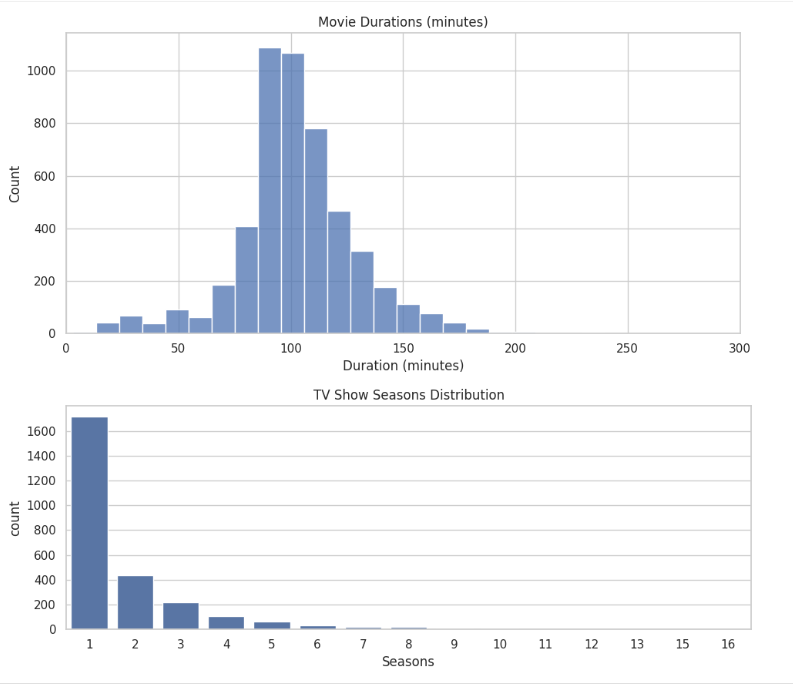 Movie Durations (minutes)
1000
800
600
400
200
0
Count
0 50 100 150 200 250 300
Duration (minutes)
TV Show Seasons Distribution
1600
1400
1200
1000
800
600
400
200
0
count
1 2 3 4 5 6 7 8 9 10 11 12 13 15 16
Seasons